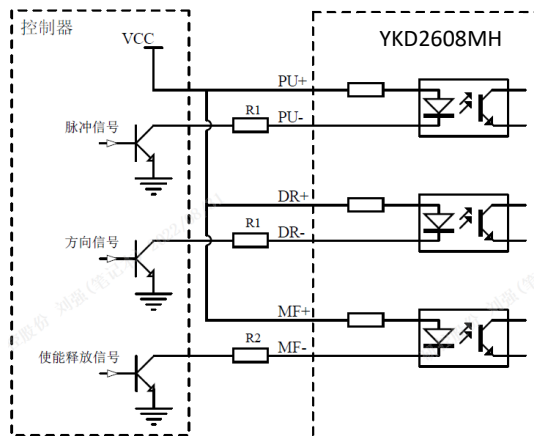 控制器
YKD2608MH
VCC
PU+
R1
PU-
脉冲信号
DR+
R1
DR-
方向信号
MF+
R2
MF-
使能释放信号